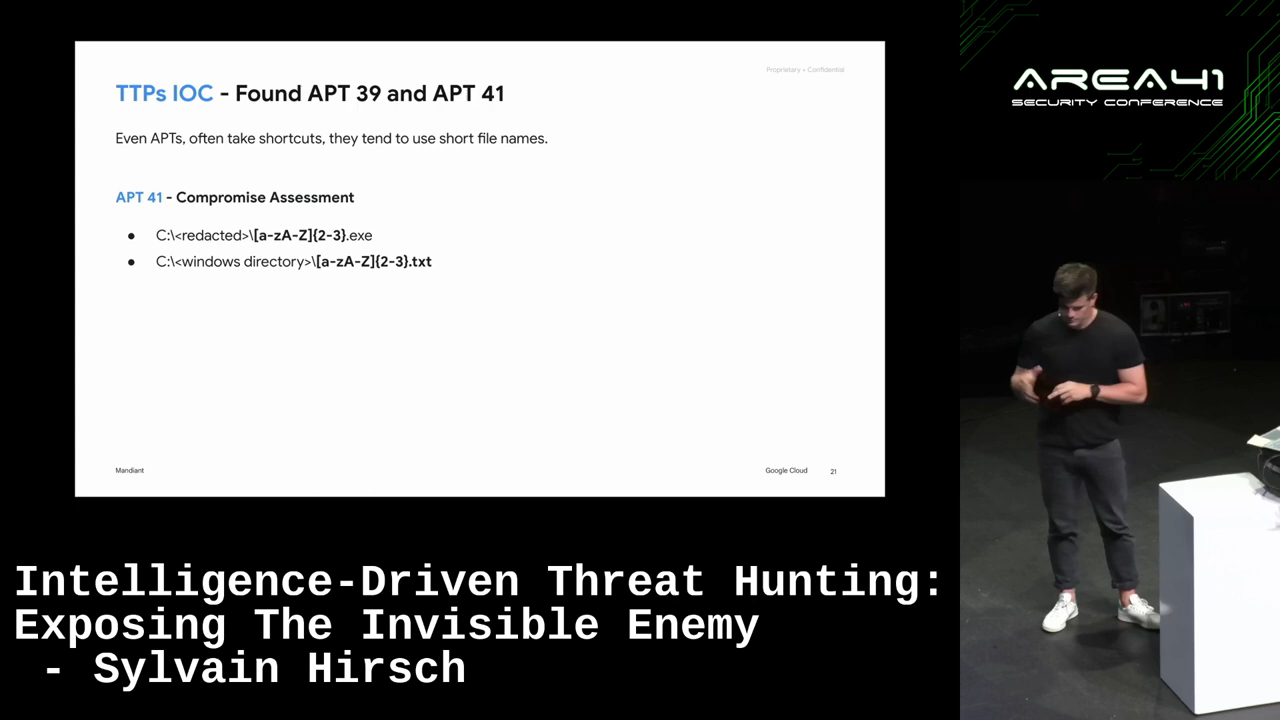 Proprietary + Confidential
TTPs IOC - Found APT 39 and APT 41
Even APTs, often take shortcuts, they tend to use short file names.
APT 41 - Compromise Assessment
● C:\<redacted>\[a-zA-Z]{2-3}.exe
● C:\<windows directory>\[a-zA-Z]{2-3}.txt
Mandiant
Google Cloud
21
AREA41
SECURITY CONFERENCE
Intelligence-Driven Threat Hunting:
Exposing The Invisible Enemy
- Sylvain Hirsch